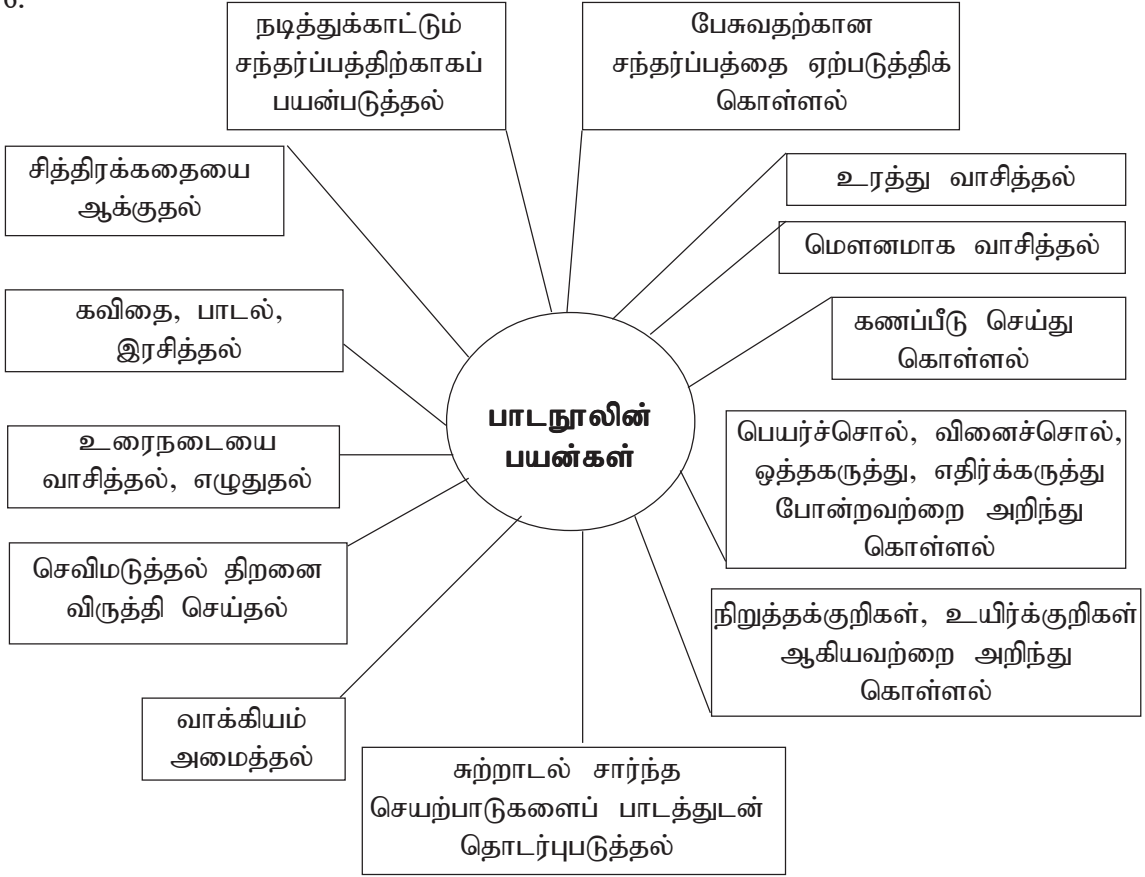 6.
நடித்துக்காட்டும்
சந்தர்ப்பத்திற்காகப்
பயன்படுத்தல்
பேசுவதற்கான
சந்தர்ப்பத்தை ஏற்படுத்திக்
கொள்ளல்
சித்திரக்கதையை
ஆக்குதல்
உரத்து வாசித்தல்
மௌனமாக வாசித்தல்
கவிதை, பாடல்,
இரசித்தல்
கணப்பீடு செய்து
கொள்ளல்
பாடநூலின்
பயன்கள்
உரைநடையை
வாசித்தல், எழுதுதல்
பெயர்ச்சொல், வினைச்சொல்,
ஒத்தகருத்து, எதிர்க்கருத்து
போன்றவற்றை அறிந்து
கொள்ளல்
செவிமடுத்தல் திறனை
விருத்தி செய்தல்
நிறுத்தக்குறிகள், உயிர்க்குறிகள்
ஆகியவற்றை அறிந்து
கொள்ளல்
வாக்கியம்
அமைத்தல்
சுற்றாடல் சார்ந்த
செயற்பாடுகளைப் பாடத்துடன்
தொடர்புபடுத்தல்